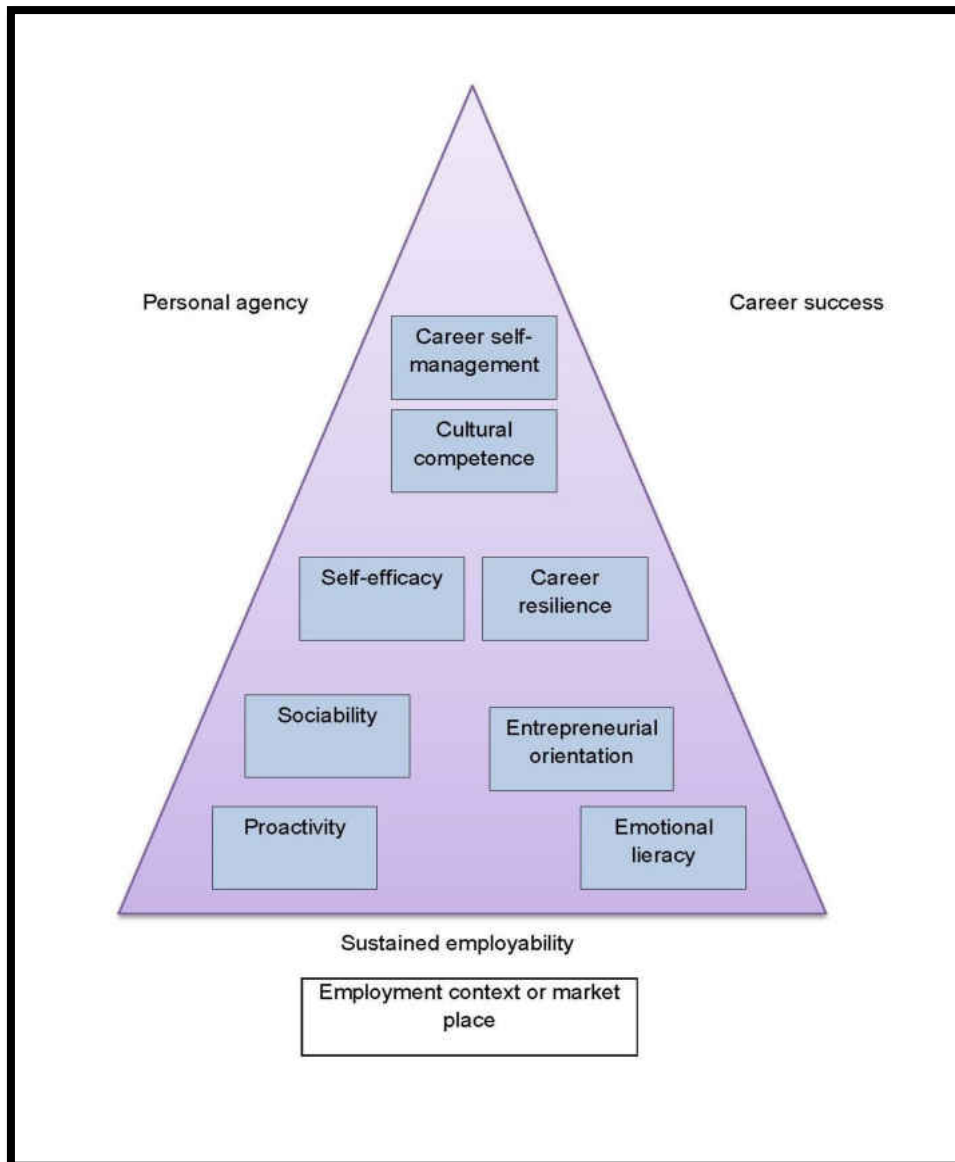 Personal agency
Career success
Career self-
management
Cultural
competence
Self-efficacy
Career
resilience
Sociability
Entrepreneurial
orientation
Proactivity
Emotional
lieracy
Sustained employability
Employment context or market
place